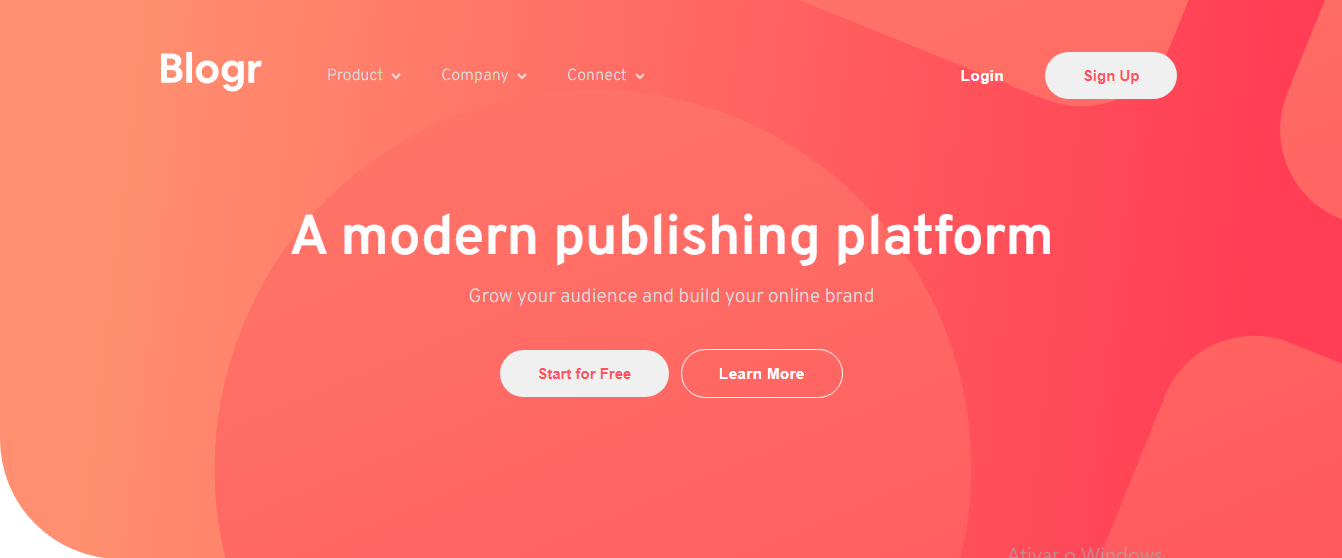 Blogr Product Company Connect Login Sign Up
A modern publishing platform
Grow your audience and build your online brand
Start for Free Learn More
Ativar o Windows